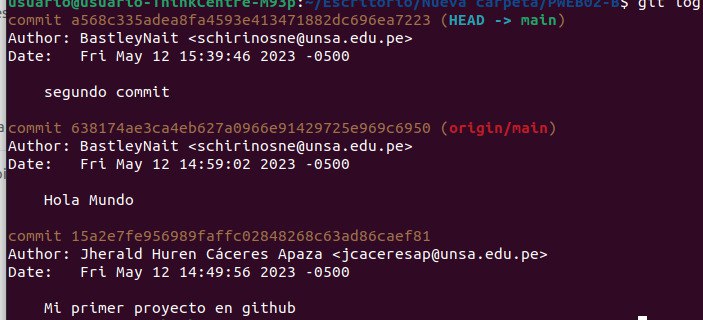 usuario@usuario-ThinkCentre-M93p:~/Escritorio/Nueva carpeta/PWEB02-B$ git log
commit a568c335adea8fa4593e413471882dc696ea7223 (HEAD -> main)
Author: BastleyNait <schirinosne@unsa.edu.pe>
Date:   Fri May 12 15:39:46 2023 -0500
segundo commit
commit 638174ae3ca4eb627a0966e91429725e969c6950 (origin/main)
Author: BastleyNait <schirinosne@unsa.edu.pe>
Date:   Fri May 12 14:59:02 2023 -0500
Hola Mundo
commit 15a2e7fe956989faffc02848268c63ad86caef81
Author: Jherald Huren Cáceres Apaza <jcaceresap@unsa.edu.pe>
Date:   Fri May 12 14:49:56 2023 -0500
Mi primer proyecto en github